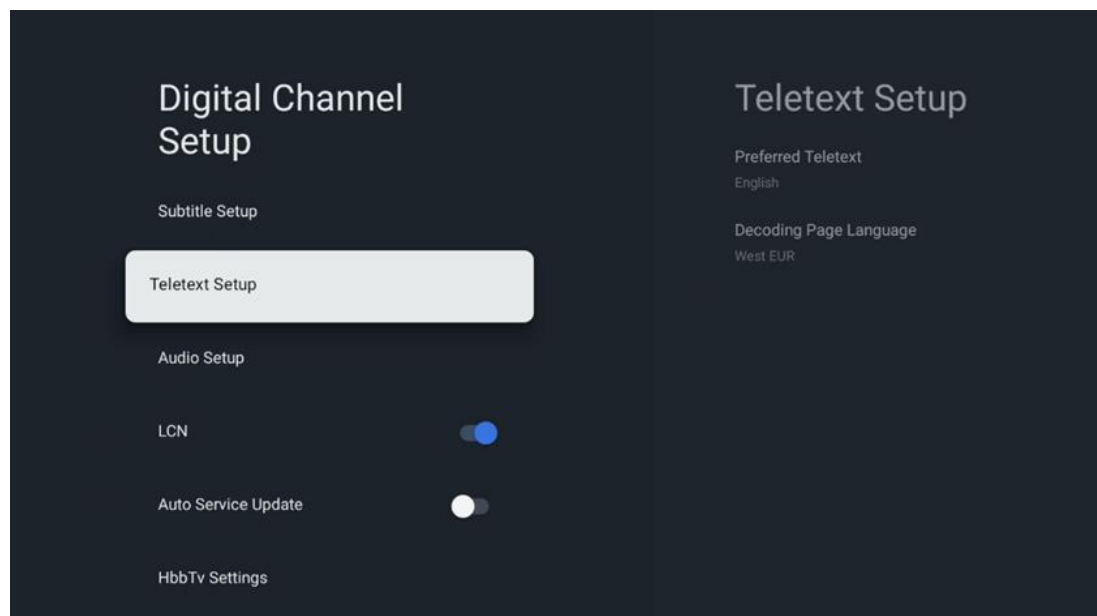 Digital Channel
Setup
Subtitle Setup
Teletext Setup
Audio Setup
LCN
Auto Service Update
HbbTv Settings
Teletext Setup
Preferred Teletext
English
Decoding Page Language
West EUR